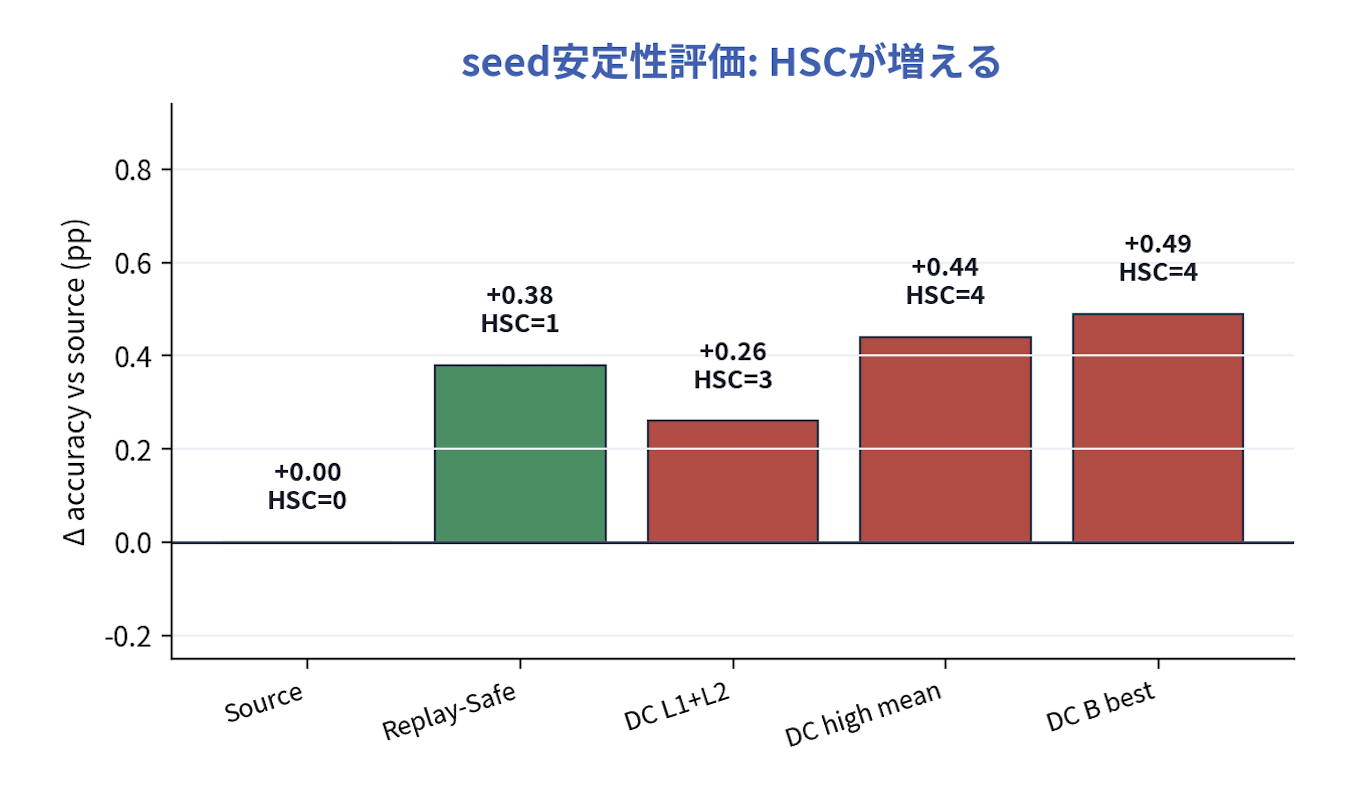 seed安定性評価: HSCが増える
Δ accuracy vs source (pp)
0.8
0.6
0.4
0.2
0.0
-0.2
+0.00
HSC=0
+0.38
HSC=1
+0.26
HSC=3
+0.44
HSC=4
+0.49
HSC=4
Source
Replay-Safe
DC L1+L2
DC high mean
DC B best